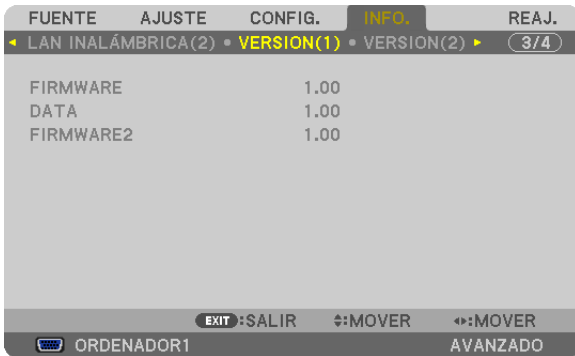 FUENTE AJUSTE CONFIG. INFO. REAJ.
◂ LAN INALÁMBRICA(2) • VERSION(1) • VERSION(2) ▸ 3/4
FIRMWARE 1.00
DATA 1.00
FIRMWARE2 1.00
EXIT :SALIR ♦:MOVER ◂▸:MOVER
ORDENADOR1 AVANZADO